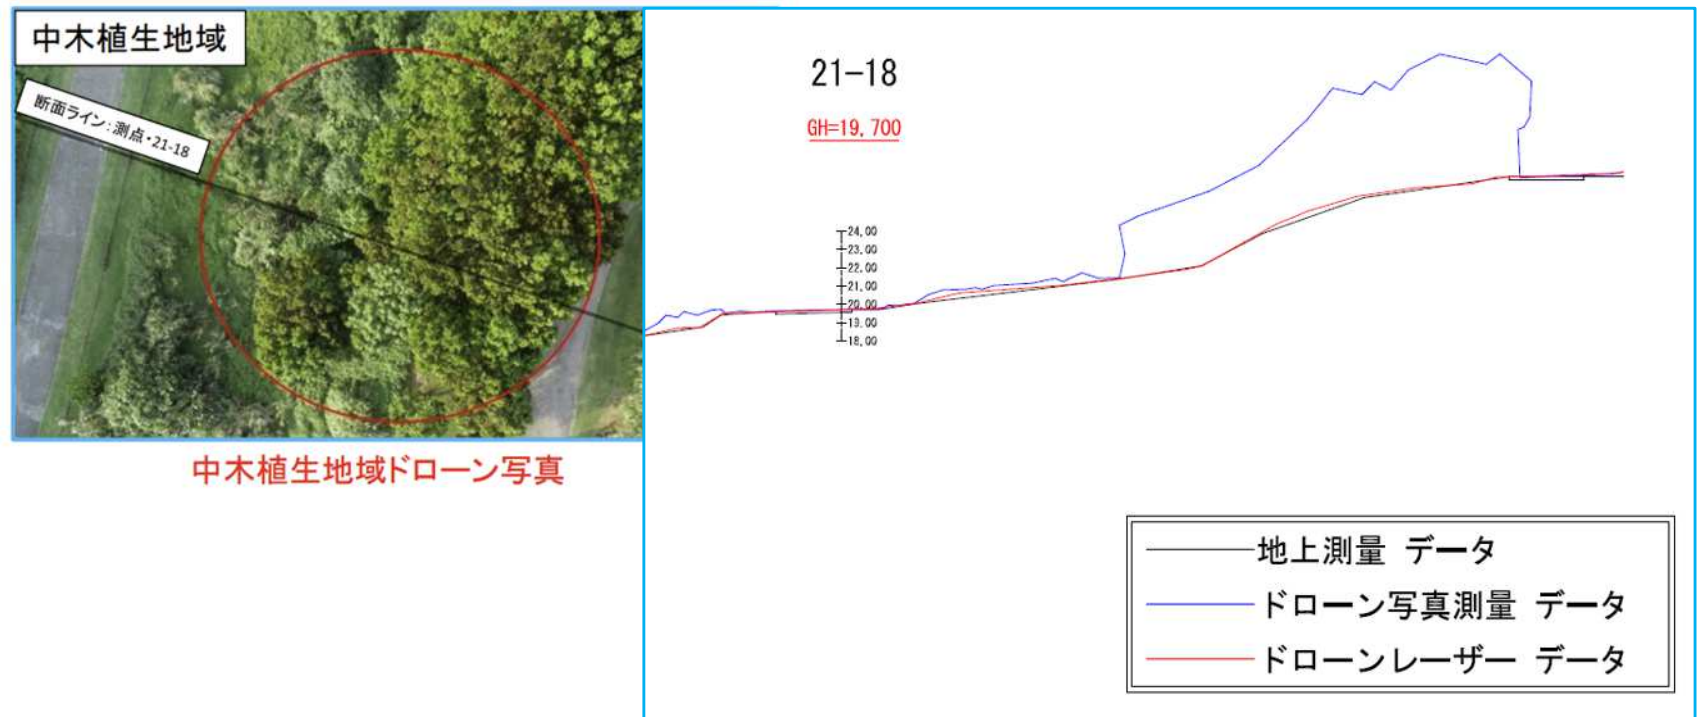 中木植生地域
断面ライン:測点・21-18
中木植生地域ドローン写真
21-18
GH=19,700
24,00
23,00
22,00
21,00
20,00
19,00
18,00
地上測量 データ
ドローン写真測量 データ
ドローンレーザー データ